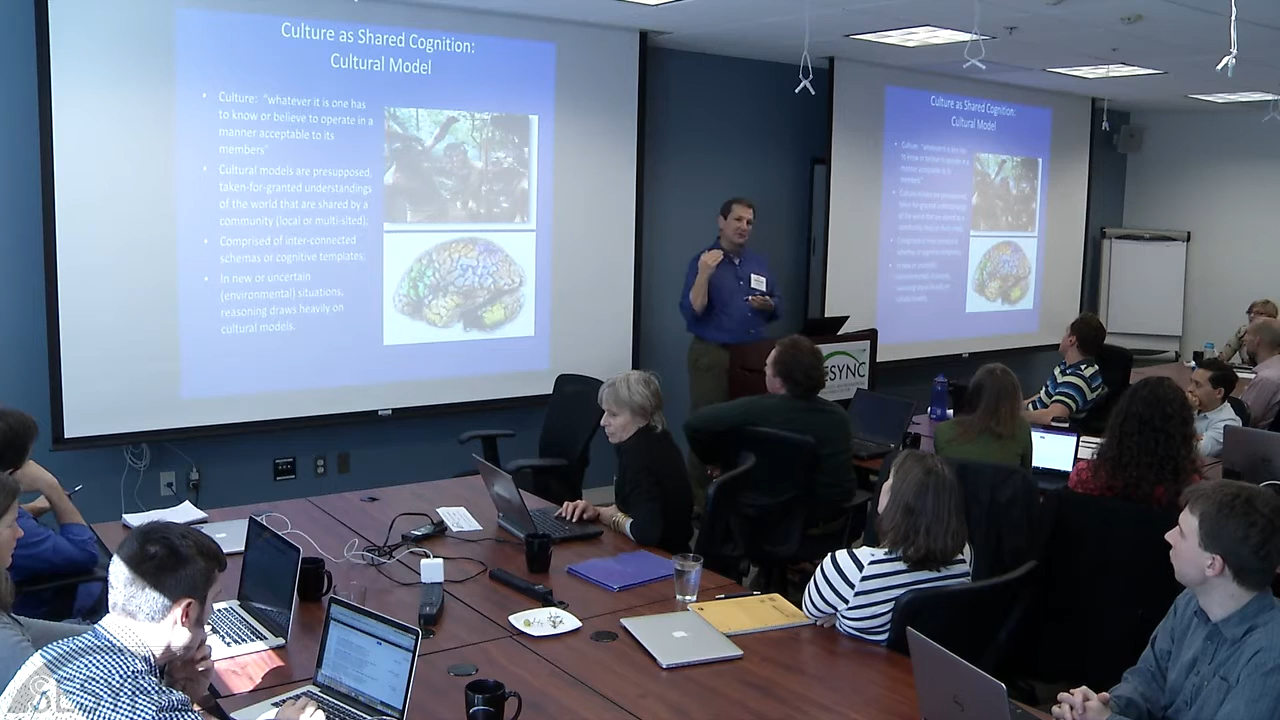 Culture as Shared Cognition:
Cultural Model
• Culture: "whatever it is one has
to know or believe to operate in a
manner acceptable to its
members"
• Cultural models are presupposed,
taken-for-granted understandings
of the world that are shared by a
community (local or multi-sited);
• Comprised of inter-connected
schemas or cognitive templates.
• In new or uncertain
(environmental) situations,
reasoning draws heavily on
cultural models.
Culture as Shared Cognition:
Cultural Model
ESYNC